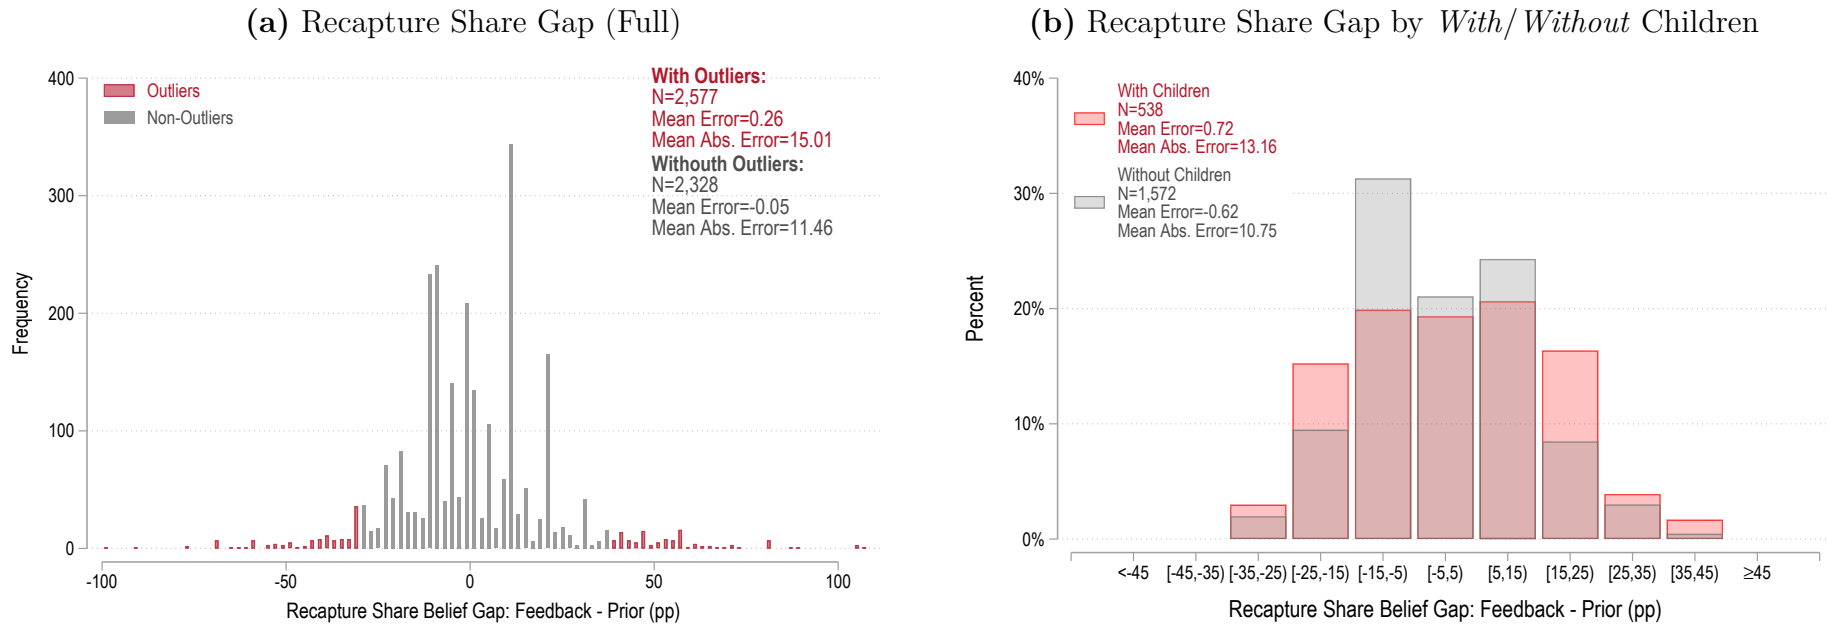 (a) Recapture Share Gap (Full)
400
300
200
100
0
Frequency
Outliers
Non-Outliers
With Outliers:
N=2,577
Mean Error=0.26
Mean Abs. Error=15.01
Withouth Outliers:
N=2,328
Mean Error=-0.05
Mean Abs. Error=11.46
-100 -50 0 50 100
Recapture Share Belief Gap: Feedback - Prior (pp)
(b) Recapture Share Gap by With/Without Children
40%
30%
20%
10%
0%
Percent
With Children
N=538
Mean Error=0.72
Mean Abs. Error=13.16
Without Children
N=1,572
Mean Error=-0.62
Mean Abs. Error=10.75
<-45 [-45,-35) [-35,-25) [-25,-15) [-15,-5) [-5,5) [5,15) [15,25) [25,35) [35,45) ≥45
Recapture Share Belief Gap: Feedback - Prior (pp)